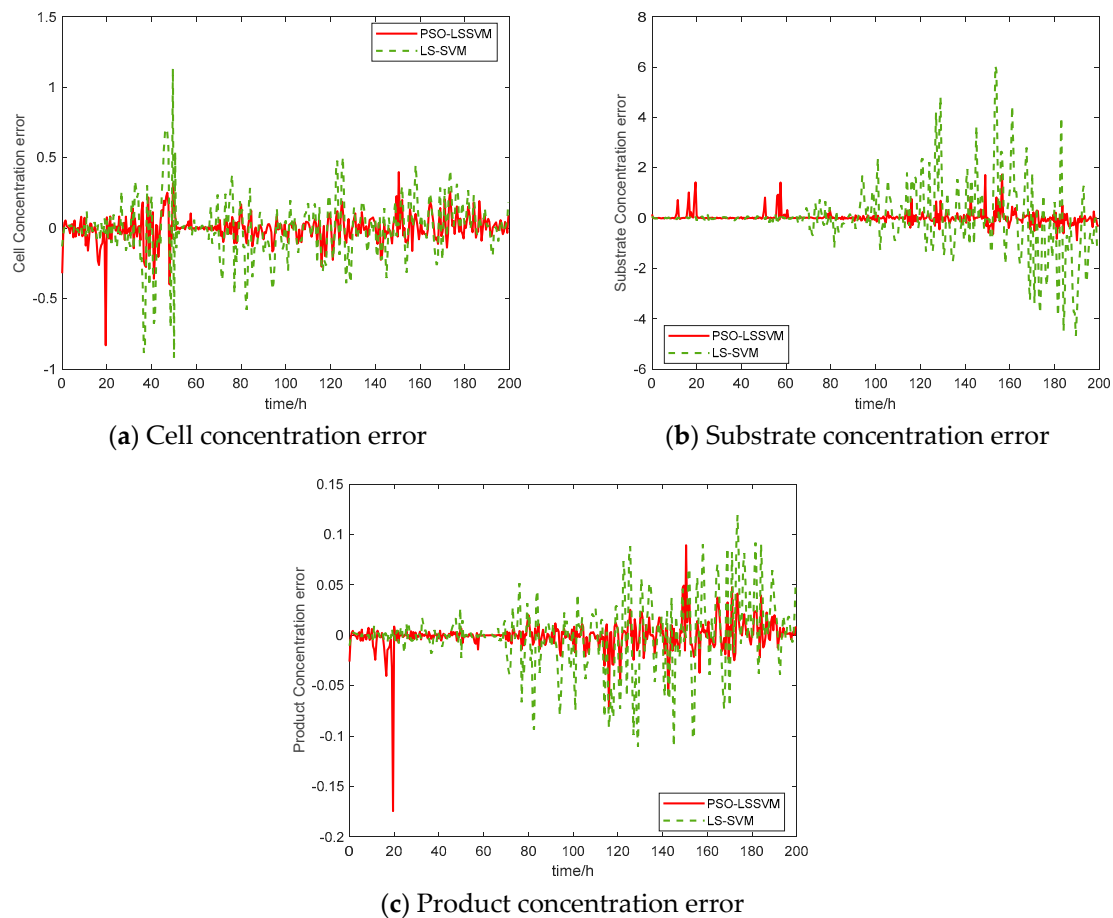 1.5
1
0.5
0
-0.5
-1
Cell Concentration error
PSO-LSSVM
LS-SVM
0 20 40 60 80 100 120 140 160 180 200
time/h
(a) Cell concentration error
8
6
4
2
0
-2
-4
-6
Substrate Concentration error
PSO-LSSVM
LS-SVM
0 20 40 60 80 100 120 140 160 180 200
time/h
(b) Substrate concentration error
0.15
0.1
0.05
0
-0.05
-0.1
-0.15
-0.2
Product Concentration error
PSO-LSSVM
LS-SVM
0 20 40 60 80 100 120 140 160 180 200
time/h
(c) Product concentration error